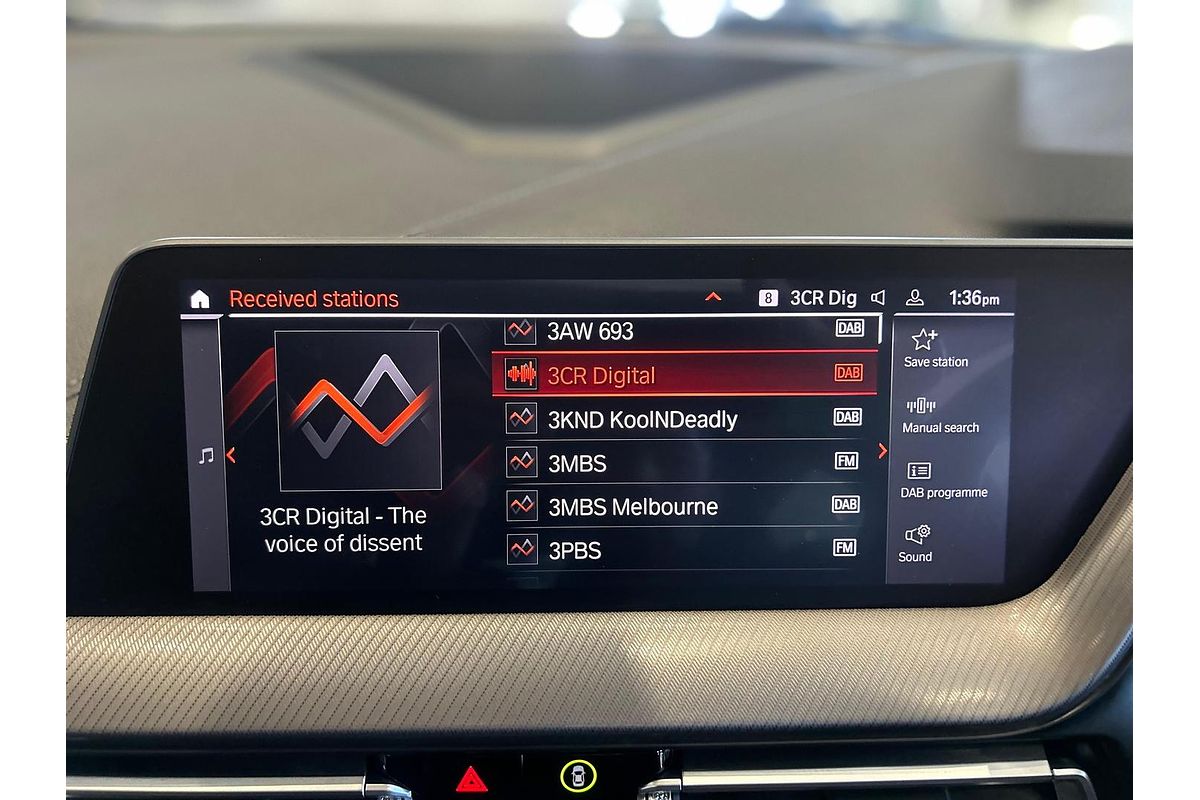 Received stations
8 3CR Dig 1:36pm
3AW 693 DAB
3CR Digital DAB
3KND KoolNDeadly DAB
3MBS FM
3MBS Melbourne DAB
3PBS FM
3CR Digital - The
voice of dissent
Save station
Manual search
DAB programme
Sound